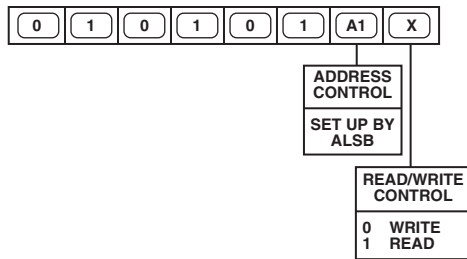 0 1 0 1 0 1 A1 X
ADDRESS
CONTROL
SET UP BY
ALSB
READ/WRITE
CONTROL
0 WRITE
1 READ